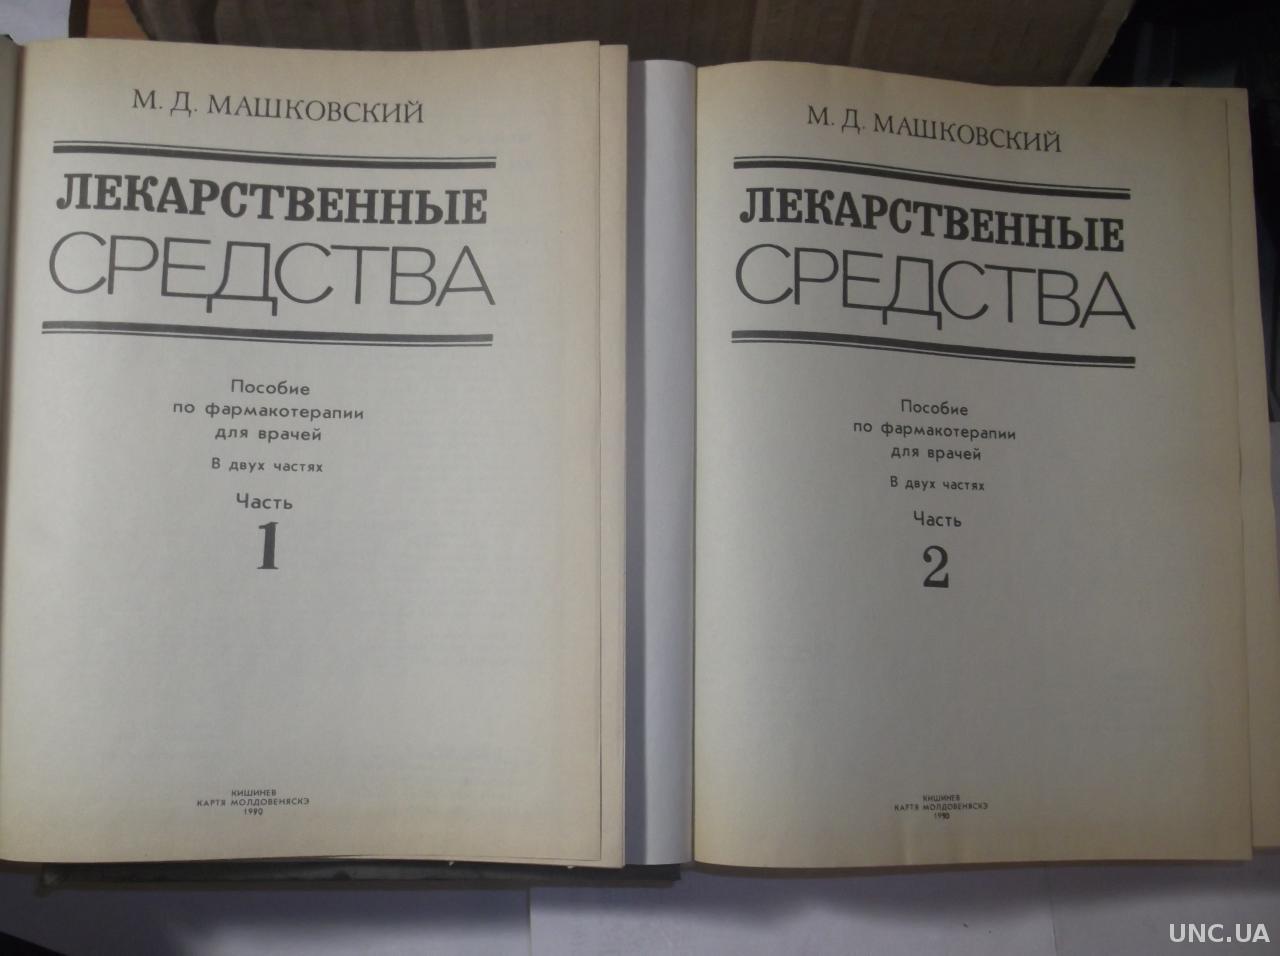 М. Д. МАШКОВСКИЙ
ЛЕКАРСТВЕННЫЕ
СРЕДСТВА
Пособие
по фармакотерапии
для врачей
В двух частях
Часть
1
КИШИНЕВ
КАРТЯ МОЛДОВЕНЯСКЭ
1990
М. Д. МАШКОВСКИЙ
ЛЕКАРСТВЕННЫЕ
СРЕДСТВА
Пособие
по фармакотерапии
для врачей
В двух частях
Часть
2
КИШИНЕВ
КАРТЯ МОЛДОВЕНЯСКЭ
1990
UNC.UA